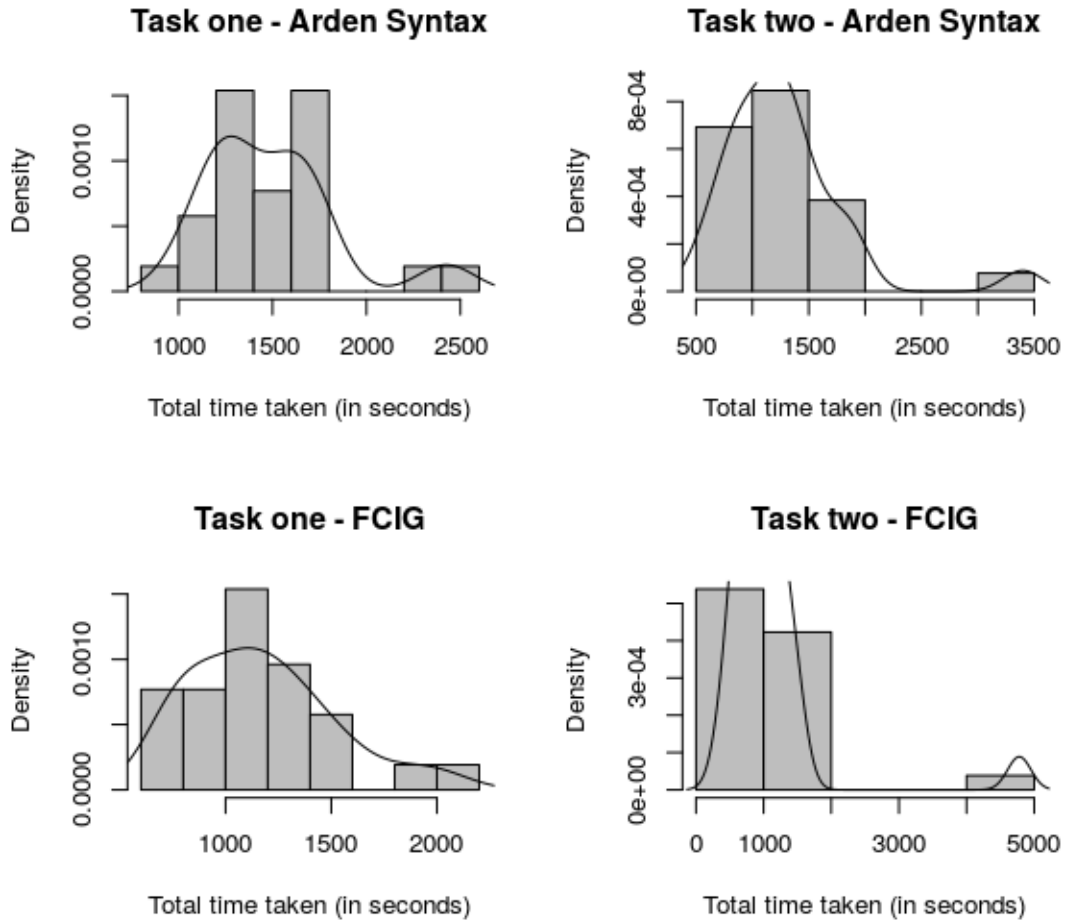 Task one - Arden Syntax
Density
0.0000
0.0010
1000 1500 2000 2500
Total time taken (in seconds)
Task two - Arden Syntax
Density
0e+00
4e-04
8e-04
500 1500 2500 3500
Total time taken (in seconds)
Task one - FCIG
Density
0.0000
0.0010
1000 1500 2000
Total time taken (in seconds)
Task two - FCIG
Density
0e+00
3e-04
0 1000 3000 5000
Total time taken (in seconds)